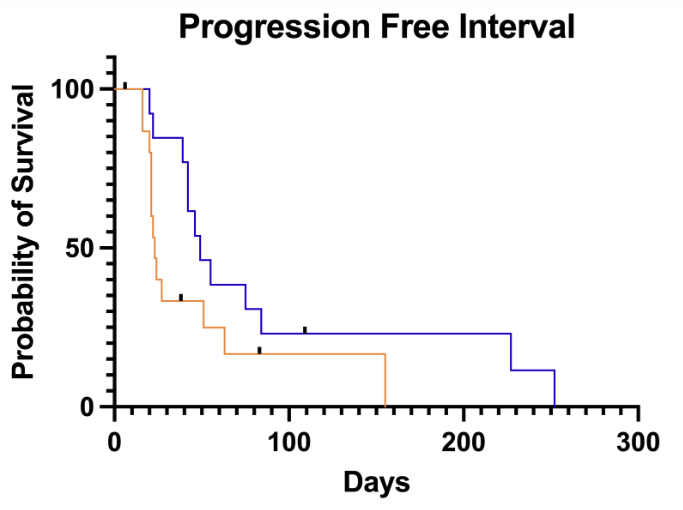 Progression Free Interval
Probability of Survival
100
50
0
0 100 200 300
Days